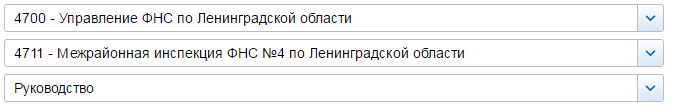 4700 - Управление ФНС по Ленинградской области
4711 - Межрайонная инспекция ФНС №4 по Ленинградской области
Руководство